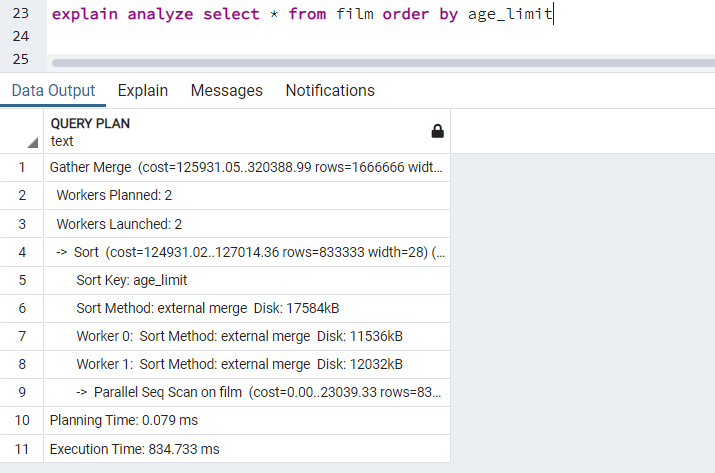 23 explain analyze select * from film order by age_limit
24
25
Data Output Explain Messages Notifications
QUERY PLAN
text
1 Gather Merge (cost=125931.05..320388.99 rows=1666666 widt...
2 Workers Planned: 2
3 Workers Launched: 2
4 -> Sort (cost=124931.02..127014.36 rows=833333 width=28) (...
5 Sort Key: age_limit
6 Sort Method: external merge Disk: 17584kB
7 Worker 0: Sort Method: external merge Disk: 11536kB
8 Worker 1: Sort Method: external merge Disk: 12032kB
9 -> Parallel Seq Scan on film (cost=0.00..23039.33 rows=83...
10 Planning Time: 0.079 ms
11 Execution Time: 834.733 ms